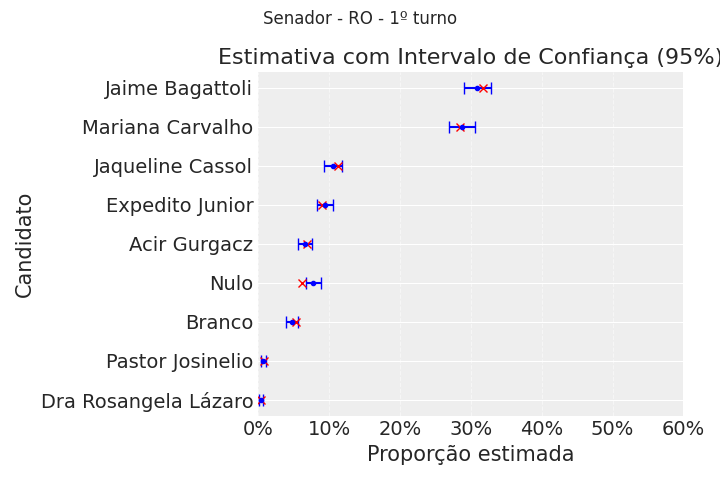 Senador - RO - 1º turno
Estimativa com Intervalo de Confiança (95%)
Jaime Bagattoli
Mariana Carvalho
Jaqueline Cassol
Expedito Junior
Acir Gurgacz
Nulo
Branco
Pastor Josinelio
Dra Rosangela Lázaro
Candidato
0% 10% 20% 30% 40% 50% 60%
Proporção estimada